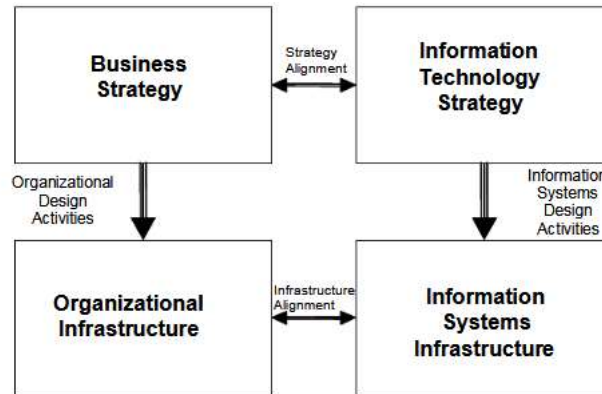 Business
Strategy
Strategy
Alignment
Information
Technology
Strategy
Organizational
Design
Activities
Information
Systems
Design
Activities
Organizational
Infrastructure
Infrastructure
Alignment
Information
Systems
Infrastructure